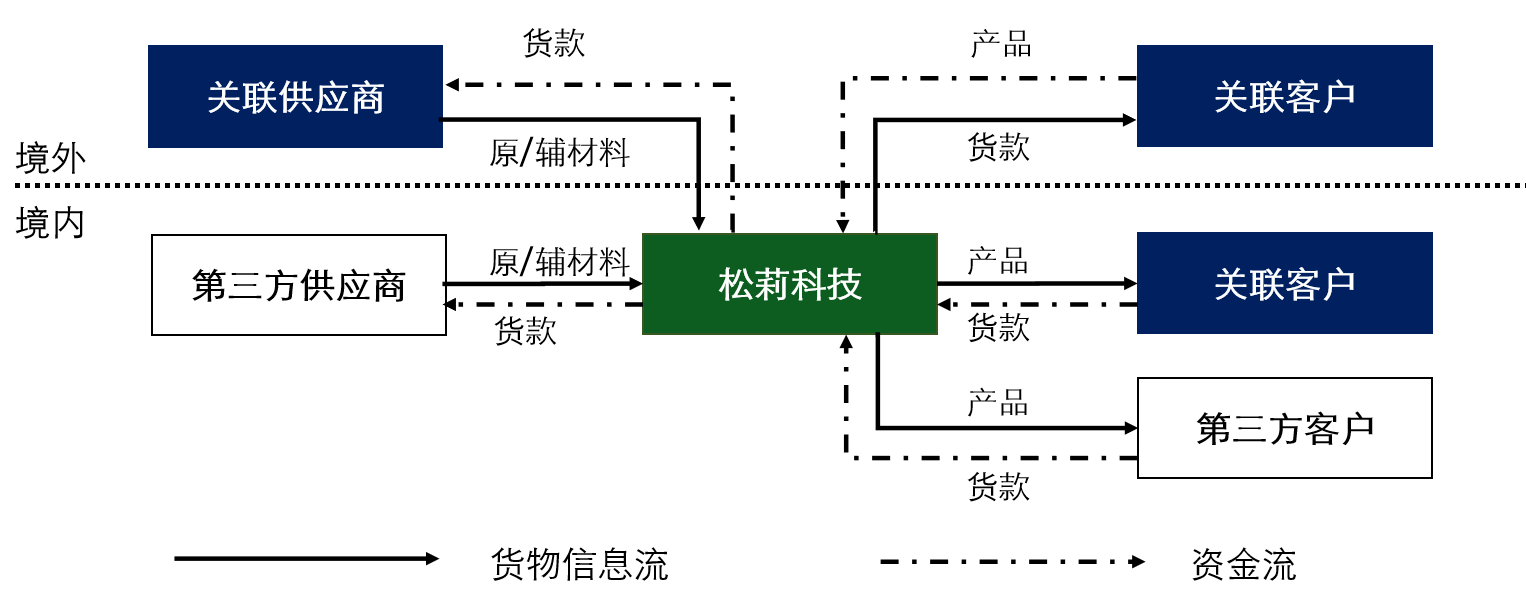 货款
产品
关联供应商
关联客户
原/辅材料
货款
境外
境内
第三方供应商
原/辅材料
货款
松莉科技
产品
货款
关联客户
产品
货款
第三方客户
货物信息流
资金流